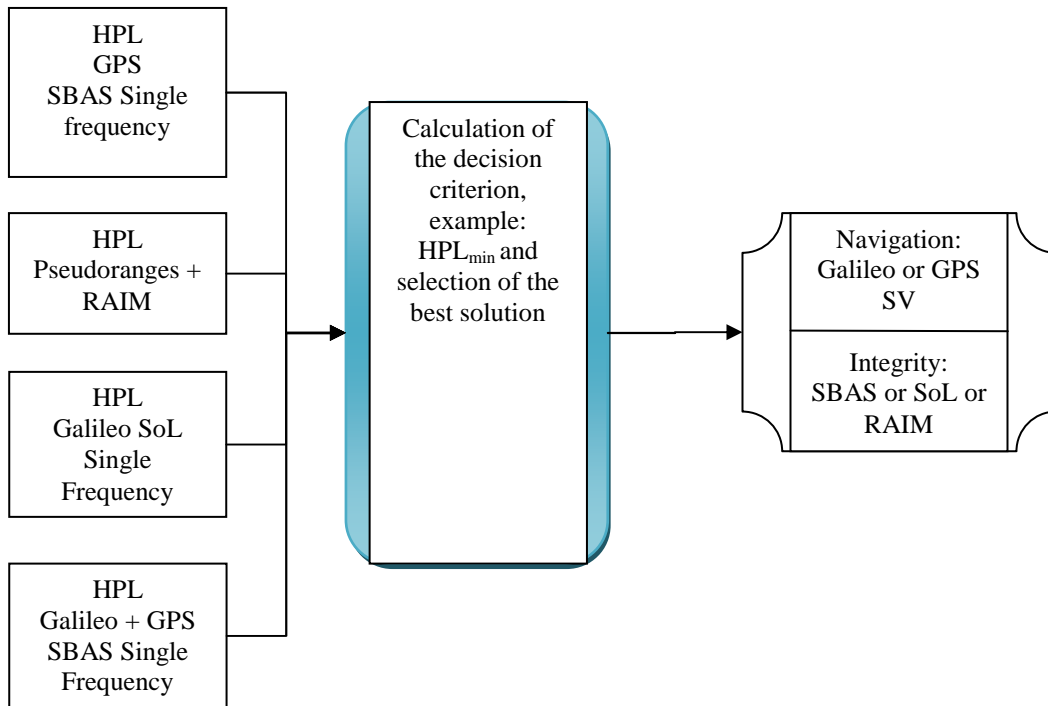 HPL
GPS
SBAS Single
frequency
HPL
Pseudoranges +
RAIM
HPL
Galileo SoL
Single
Frequency
HPL
Galileo + GPS
SBAS Single
Frequency
Calculation of
the decision
criterion,
example:
HPLmin and
selection of the
best solution
Navigation:
Galileo or GPS
SV
Integrity:
SBAS or SoL or
RAIM